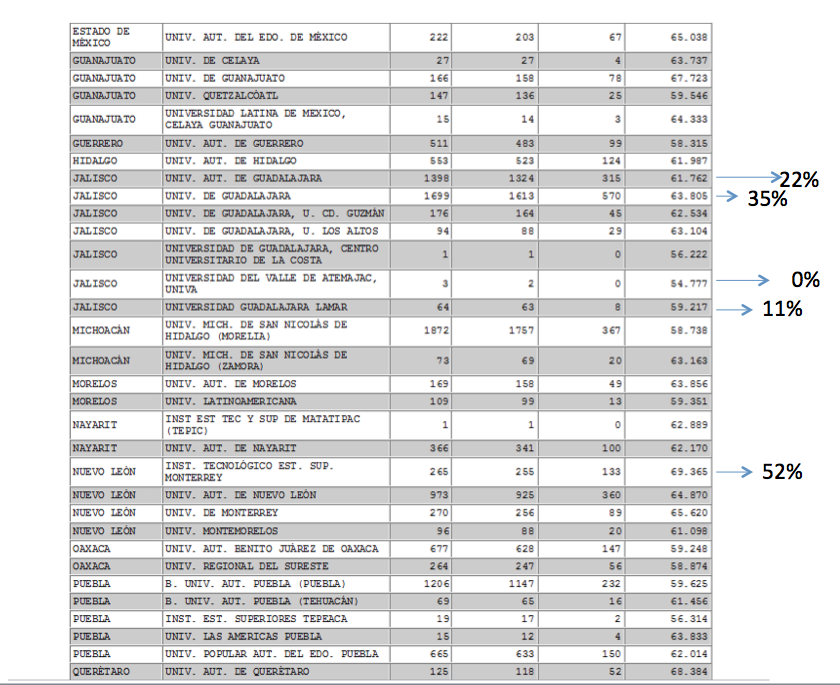 ESTADO DE MÉXICO UNIV. AUT. DEL EDO. DE MÉXICO 222 203 67 65.038
GUANAJUATO UNIV. DE CELAYA 27 27 4 63.737
GUANAJUATO UNIV. DE GUANAJUATO 166 158 78 67.723
GUANAJUATO UNIV. QUETZALCÓATL 147 136 25 59.546
GUANAJUATO UNIVERSIDAD LATINA DE MEXICO, CELAYA GUANAJUATO 15 14 3 64.333
GUERRERO UNIV. AUT. DE GUERRERO 511 483 99 58.315
HIDALGO UNIV. AUT. DE HIDALGO 553 523 124 61.987
JALISCO UNIV. AUT. DE GUADALAJARA 1398 1324 315 61.762 22%
JALISCO UNIV. DE GUADALAJARA 1699 1613 570 63.805 35%
JALISCO UNIV. DE GUADALAJARA, U. CD. GUZMÀN 176 164 45 62.534
JALISCO UNIV. DE GUADALAJARA, U. LOS ALTOS 94 88 29 63.104
JALISCO UNIVERSIDAD DE GUADALAJARA, CENTRO UNIVERSITARIO DE LA COSTA 1 1 0 56.222
JALISCO UNIVERSIDAD DEL VALLE DE ATEMAJAC, UNIVA 3 2 0 54.777 0%
JALISCO UNIVERSIDAD GUADALAJARA LAMAR 64 63 8 59.217 11%
MICHOACÀN UNIV. MICH. DE SAN NICOLÀS DE HIDALGO (MORELIA) 1872 1757 367 58.738
MICHOACÀN UNIV. MICH. DE SAN NICOLÀS DE HIDALGO (ZAMORA) 73 69 20 63.163
MORELOS UNIV. AUT. DE MORELOS 169 158 49 63.856
MORELOS UNIV. LATINOAMERICANA 109 99 13 59.351
NAYARIT INST EST TEC Y SUP DE MATATIPAC (TEPIC) 1 1 0 62.889
NAYARIT UNIV. AUT. DE NAYARIT 366 341 100 62.170
NUEVO LEÓN INST. TECNOLÓGICO EST. SUP. MONTERREY 265 255 133 69.365 52%
NUEVO LEÓN UNIV. AUT. DE NUEVO LEÓN 973 925 360 64.870
NUEVO LEÓN UNIV. DE MONTERREY 270 256 89 65.620
NUEVO LEÓN UNIV. MONTEMORELOS 96 88 20 61.098
OAXACA UNIV. AUT. BENITO JUÀREZ DE OAXACA 677 628 147 59.248
OAXACA UNIV. REGIONAL DEL SURESTE 264 247 56 58.874
PUEBLA B. UNIV. AUT. PUEBLA (PUEBLA) 1206 1147 232 59.625
PUEBLA B. UNIV. AUT. PUEBLA (TEHUACÀN) 69 65 16 61.456
PUEBLA INST. EST. SUPERIORES TEPEACA 19 17 2 56.314
PUEBLA UNIV. LAS AMERICAS PUEBLA 15 12 4 63.833
PUEBLA UNIV. POPULAR AUT. DEL EDO. PUEBLA 665 633 150 62.014
QUERÉTARO UNIV. AUT. DE QUERÉTARO 125 118 52 68.384